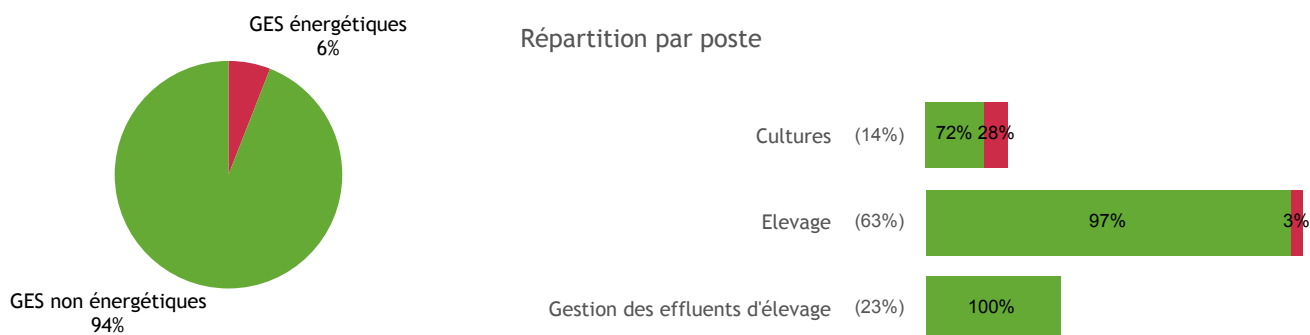 GES énergétiques
6%
GES non énergétiques
94%
Répartition par poste
Cultures (14%) 72% 28%
Elevage (63%) 97% 3%
Gestion des effluents d'élevage (23%) 100%